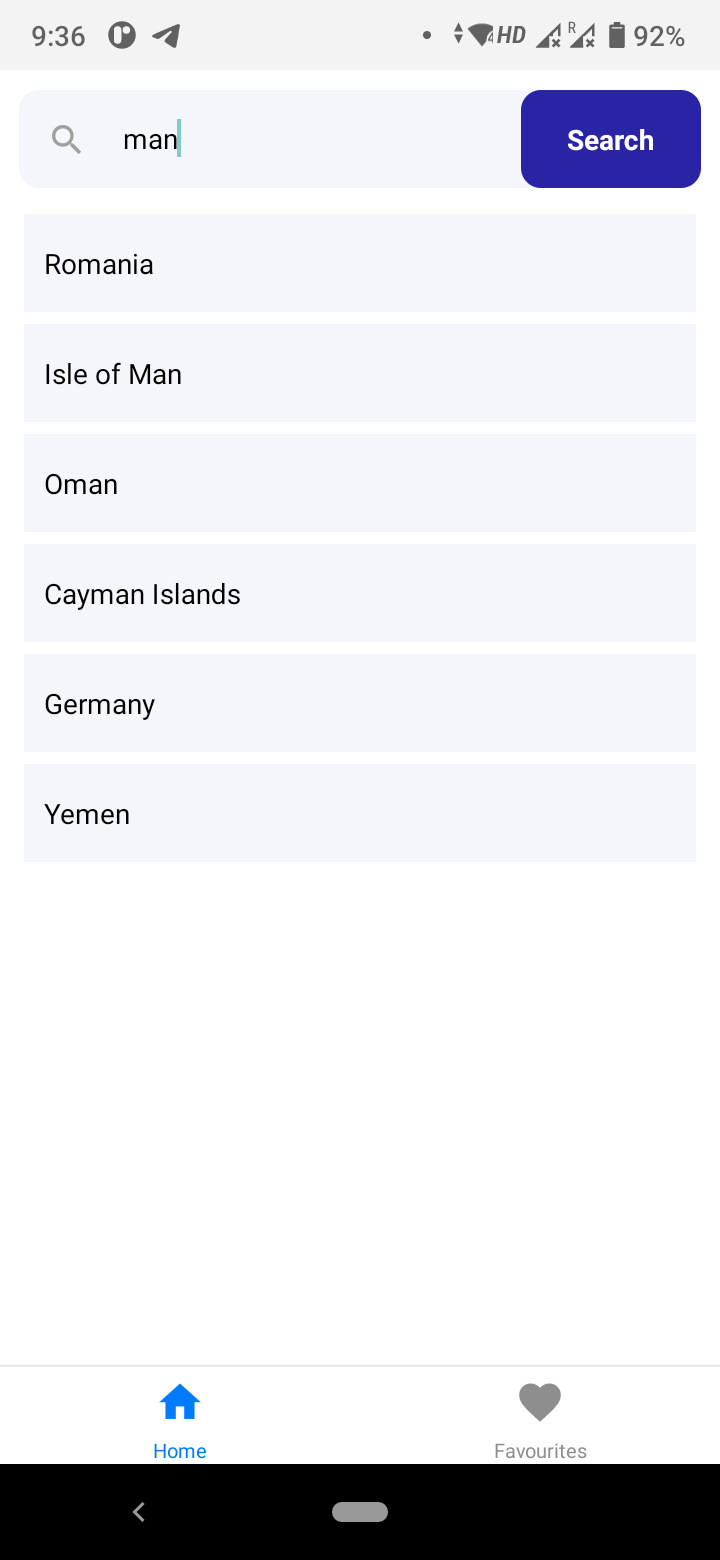 9:36 HD R 92%
man Search
Romania
Isle of Man
Oman
Cayman Islands
Germany
Yemen
Home Favourites